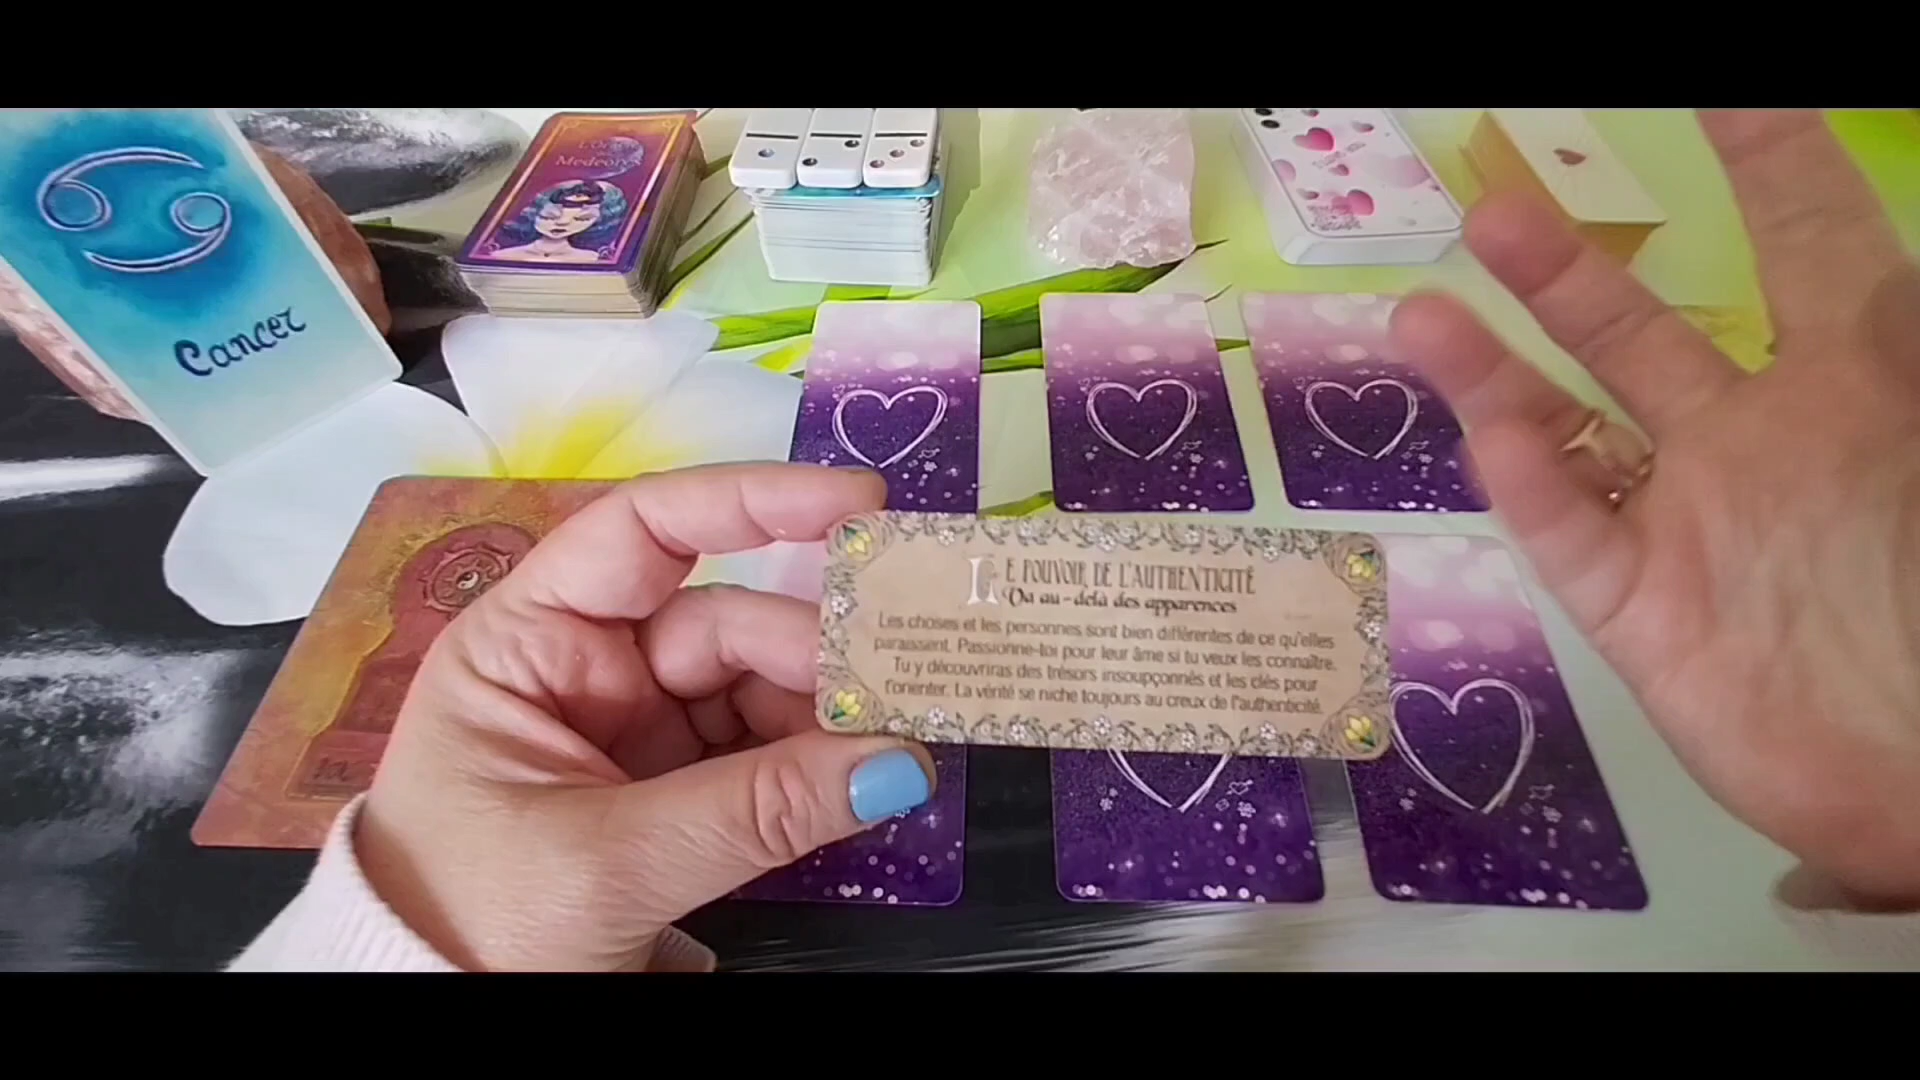 Cancer
L'Oracle
Medeores
LE POUVOIR DE L'AUTHENTICITÉ
Va au-delà des apparences
Les choses et les personnes sont bien différentes de ce qu'elles
paraissent. Passionne-toi pour leur âme si tu veux les connaître.
Tu y découvriras des trésors insoupçonnés et les clés pour
t'orienter. La vérité se niche toujours au creux de l'authenticité.